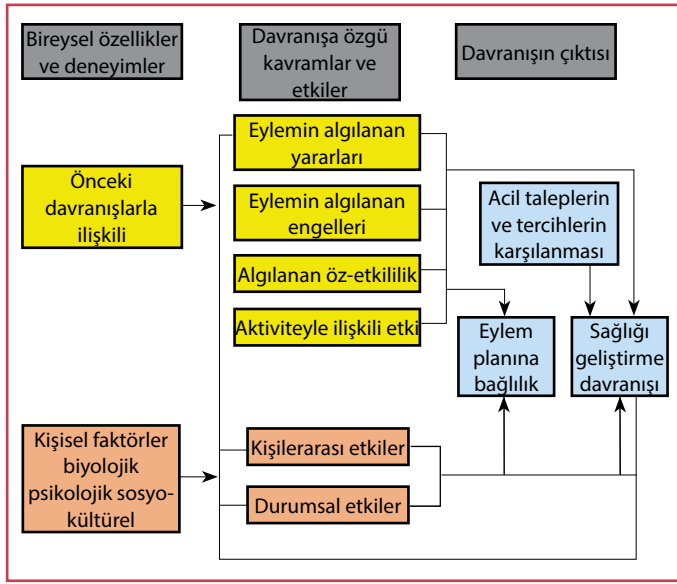 Bireysel özellikler
ve deneyimler
Davranışa özgü
kavramlar ve
etkiler
Davranışın çıktısı
Önceki
davranışlarla
ilişkili
Eylemin algılanan
yararları
Eylemin algılanan
engelleri
Algılanan öz-etkililik
Aktiviteyle ilişkili etki
Acil taleplerin
ve tercihlerin
karşılanması
Eylem
planına
bağlılık
Sağlığı
geliştirme
davranışı
Kişisel faktörler
biyolojik
psikolojik sosyo-
kültürel
Kişilerarası etkiler
Durumsal etkiler